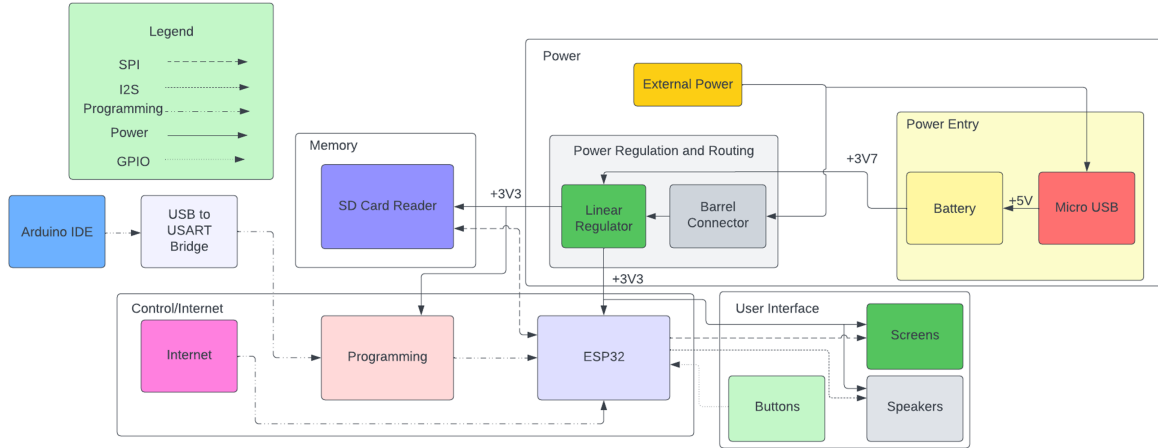 Legend
SPI
I2S
Programming
Power
GPIO
Power
External Power
Power Entry
Power Regulation and Routing
+3V7
Memory
SD Card Reader
+3V3
Linear
Regulator
Barrel
Connector
Battery
+5V
Micro USB
Arduino IDE
USB to
USART
Bridge
+3V3
Control/Internet
Internet
Programming
ESP32
User Interface
Screens
Buttons
Speakers